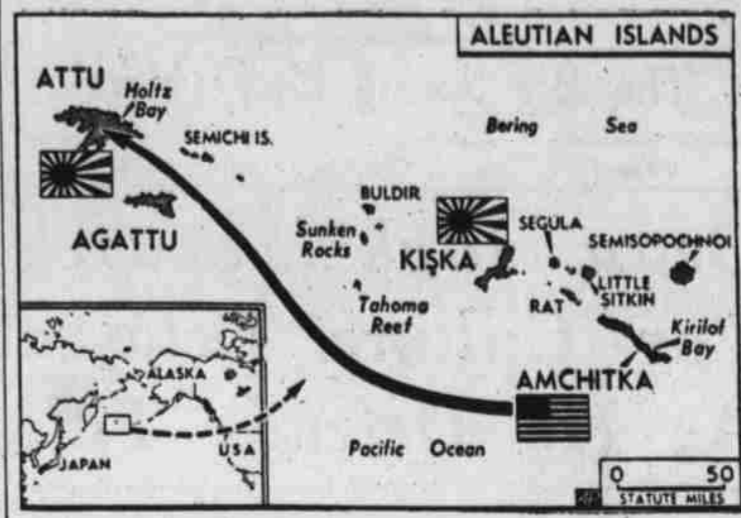 ALEUTIAN ISLANDS
ATTU
Holtz
Bay
SEMICHI IS.
Bering Sea
AGATTU
BULDIR
Sunken
Rocks
Tahoma
Reef
KISKA
SEGULA
SEMISOPOCHNOI
LITTLE
SITKIN
RAT
Kirilof
Bay
AMCHITKA
ALASKA
JAPAN
USA
Pacific Ocean
0 50
STATUTE MILES